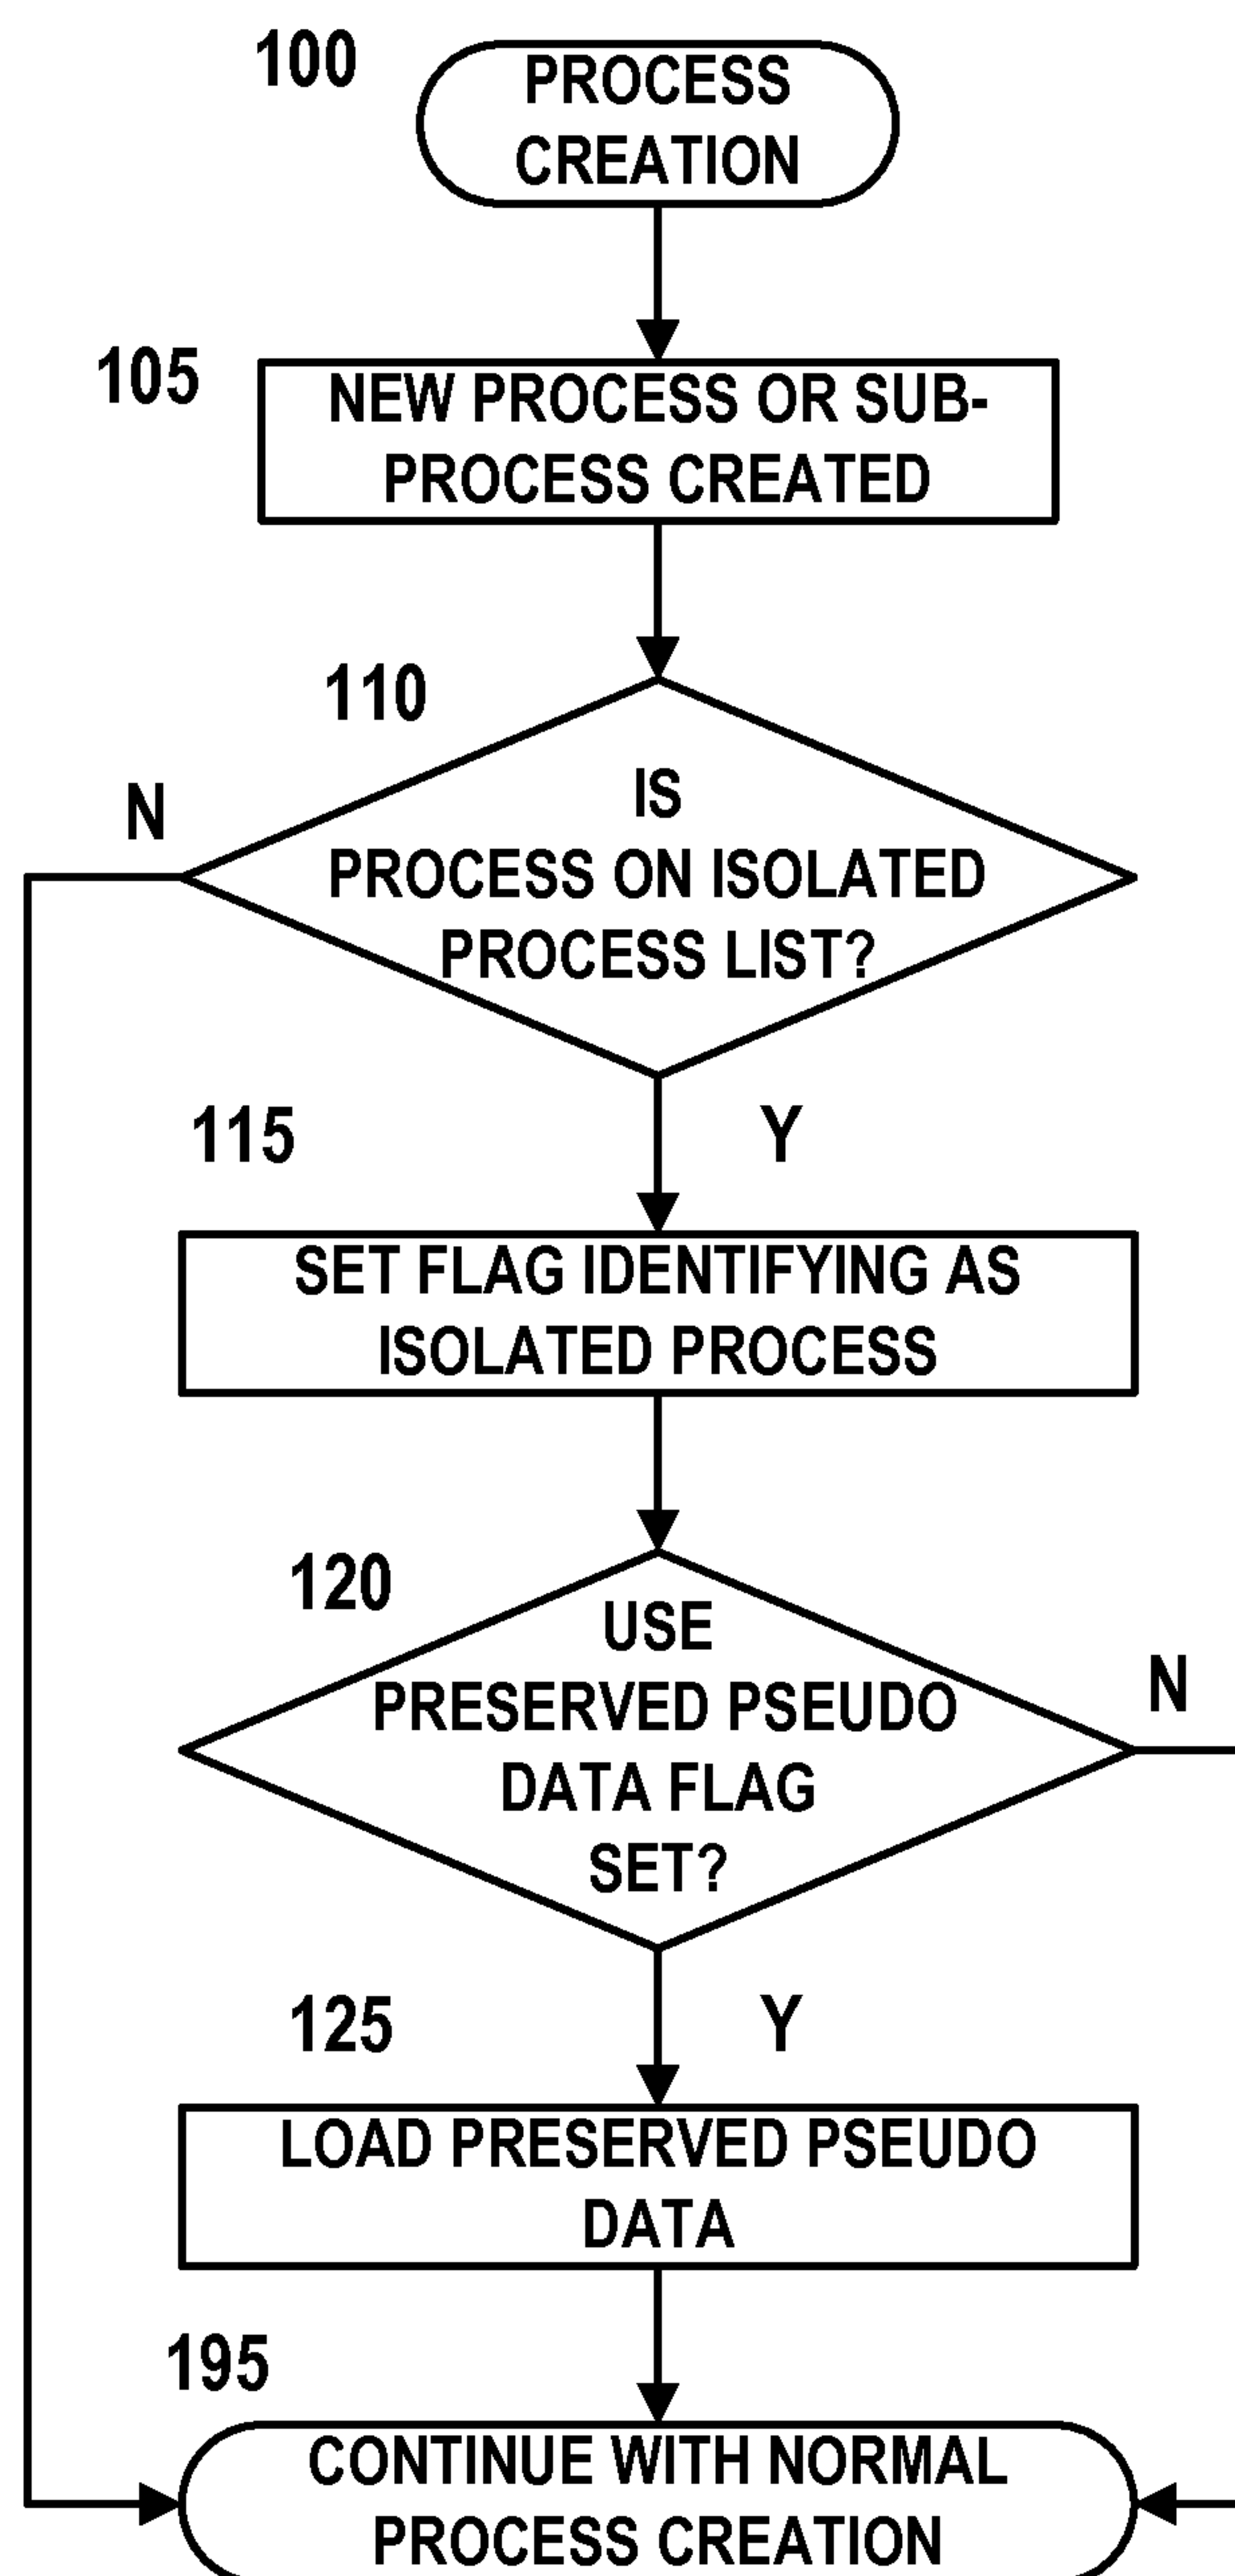 100
PROCESS
CREATION
105
NEW PROCESS OR SUB-
PROCESS CREATED
110
N
IS
PROCESS ON ISOLATED
PROCESS LIST?
115
Y
SET FLAG IDENTIFYING AS
ISOLATED PROCESS
120
USE
PRESERVED PSEUDO
DATA FLAG
SET?
N
125
Y
LOAD PRESERVED PSEUDO
DATA
195
CONTINUE WITH NORMAL
PROCESS CREATION